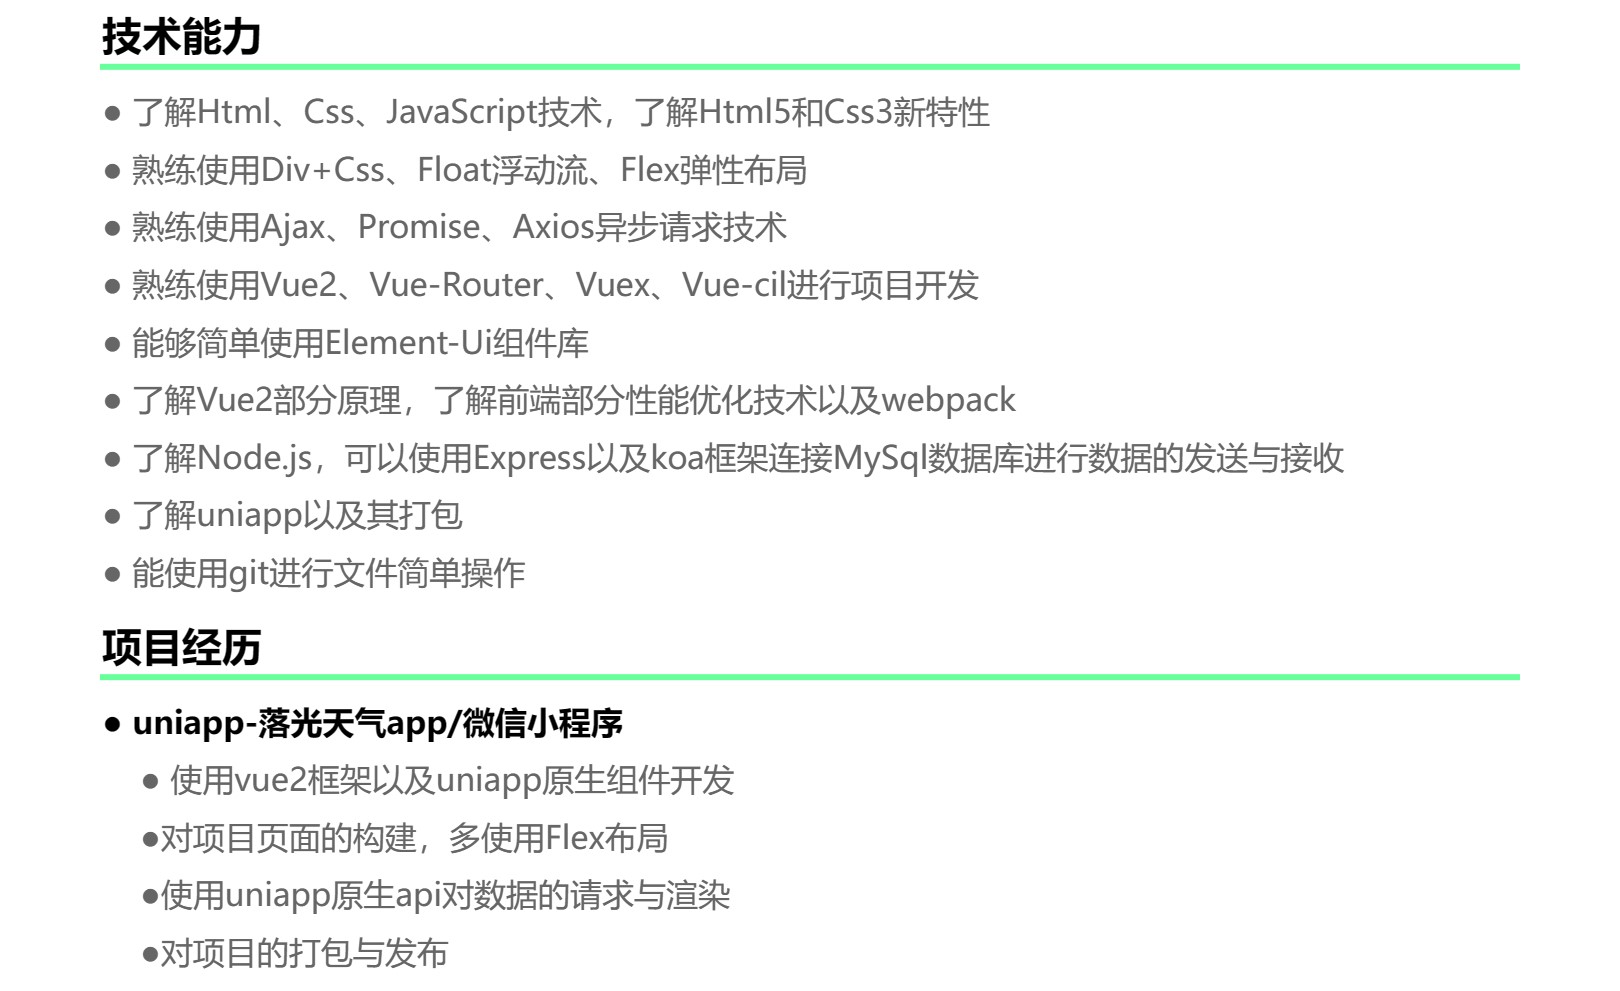 技术能力
● 了解Html、Css、JavaScript技术，了解Html5和Css3新特性
● 熟练使用Div+Css、Float浮动流、Flex弹性布局
● 熟练使用Ajax、Promise、Axios异步请求技术
● 熟练使用Vue2、Vue-Router、Vuex、Vue-cil进行项目开发
● 能够简单使用Element-Ui组件库
● 了解Vue2部分原理，了解前端部分性能优化技术以及webpack
● 了解Node.js，可以使用Express以及koa框架连接MySql数据库进行数据的发送与接收
● 了解uniapp以及其打包
● 能使用git进行文件简单操作
项目经历
● uniapp-落光天气app/微信小程序
● 使用vue2框架以及uniapp原生组件开发
●对项目页面的构建，多使用Flex布局
●使用uniapp原生api对数据的请求与渲染
●对项目的打包与发布